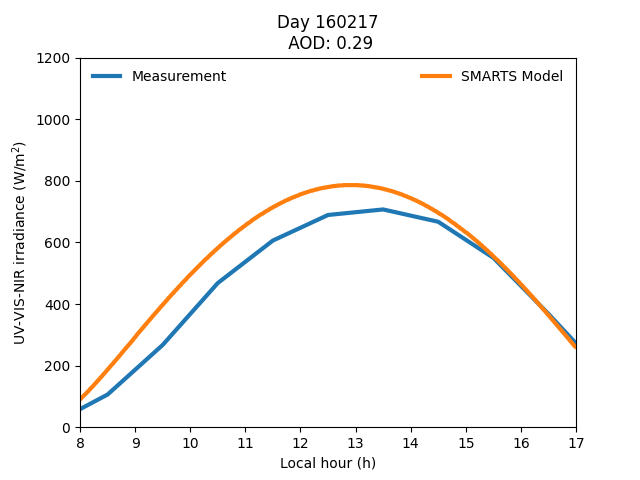 Day 160217
AOD: 0.29
Measurement
SMARTS Model
UV-VIS-NIR irradiance (W/m²)
1200
1000
800
600
400
200
0
8 9 10 11 12 13 14 15 16 17
Local hour (h)